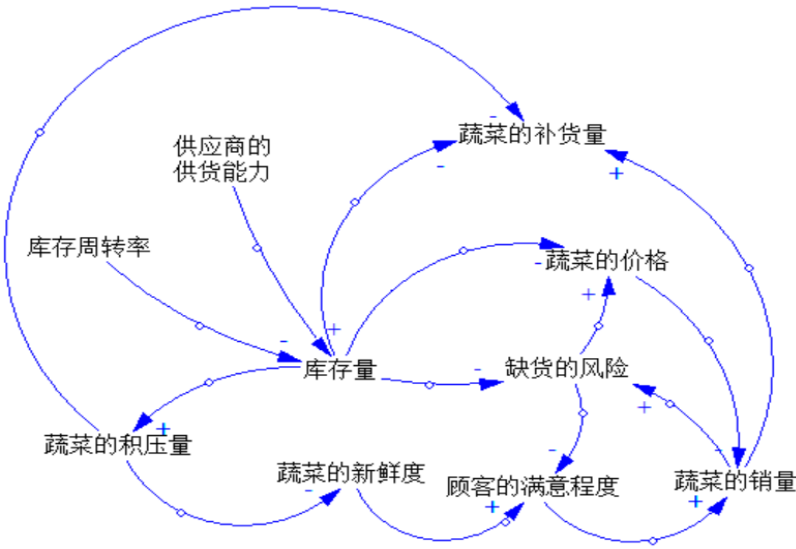 蔬菜的补货量
供应商的
供货能力
库存周转率
蔬菜的价格
库存量
缺货的风险
蔬菜的积压量
蔬菜的新鲜度
顾客的满意程度
蔬菜的销量
-
-
+
-
+
-
+
-
-
+
+
-
-
+
-
+